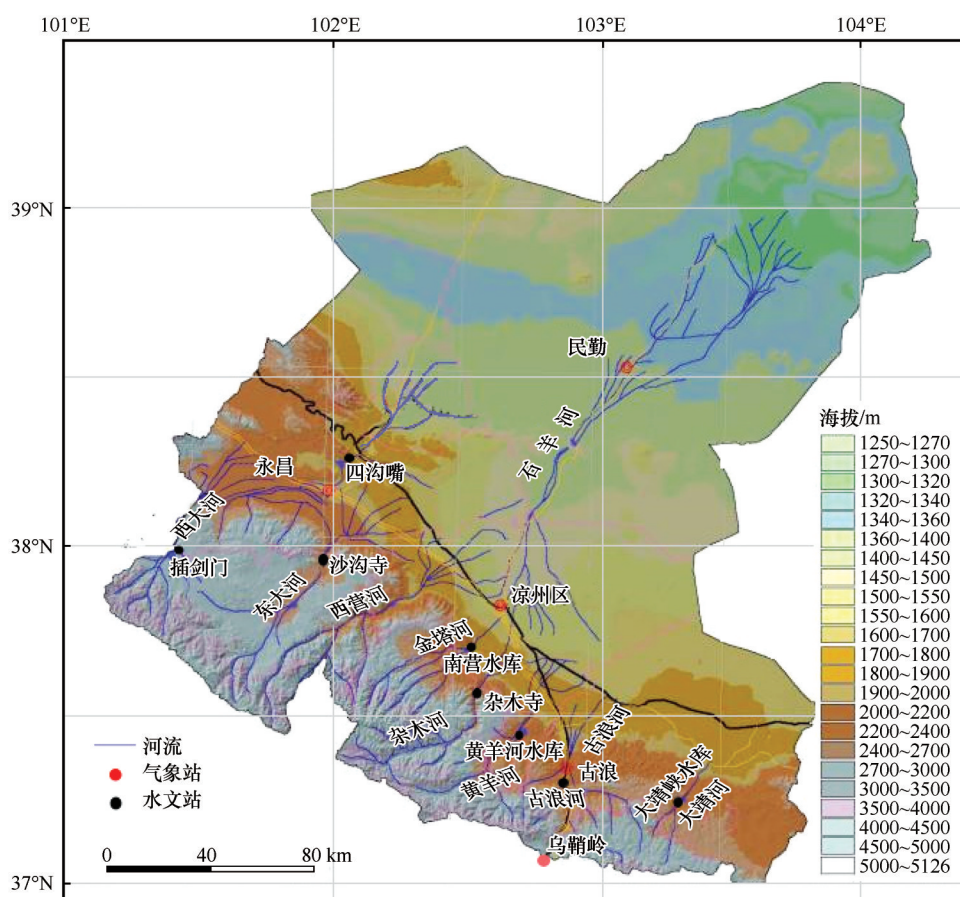 101°E 102°E 103°E 104°E
39°N
民勤
石羊河
海拔/m
1250~1270
1270~1300
1300~1320
1320~1340
1340~1360
1360~1400
1400~1450
1450~1500
1500~1550
1550~1600
1600~1700
1700~1800
1800~1900
1900~2000
2000~2200
2200~2400
2400~2700
2700~3000
3000~3500
3500~4000
4000~4500
4500~5000
5000~5126
永昌
四沟嘴
西大河
38°N
插剑门
沙沟寺
东大河
西营河
凉州区
金塔河
南营水库
杂木寺
杂木河
古浪河
黄羊河水库
黄羊河
古浪
古浪河
大靖峡水库
大靖河
乌鞘岭
河流
气象站
水文站
0 40 80 km
37°N